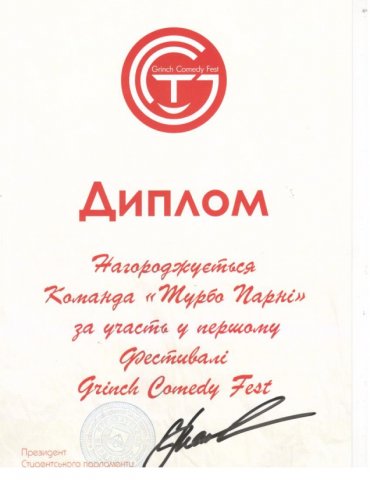 Grinch Comedy Fest
Диплом
Нагороджується
Команда «Турбо Парні»
за участь у першому
Фестивалі
Grinch Comedy Fest
Президент
Студентського парламенту